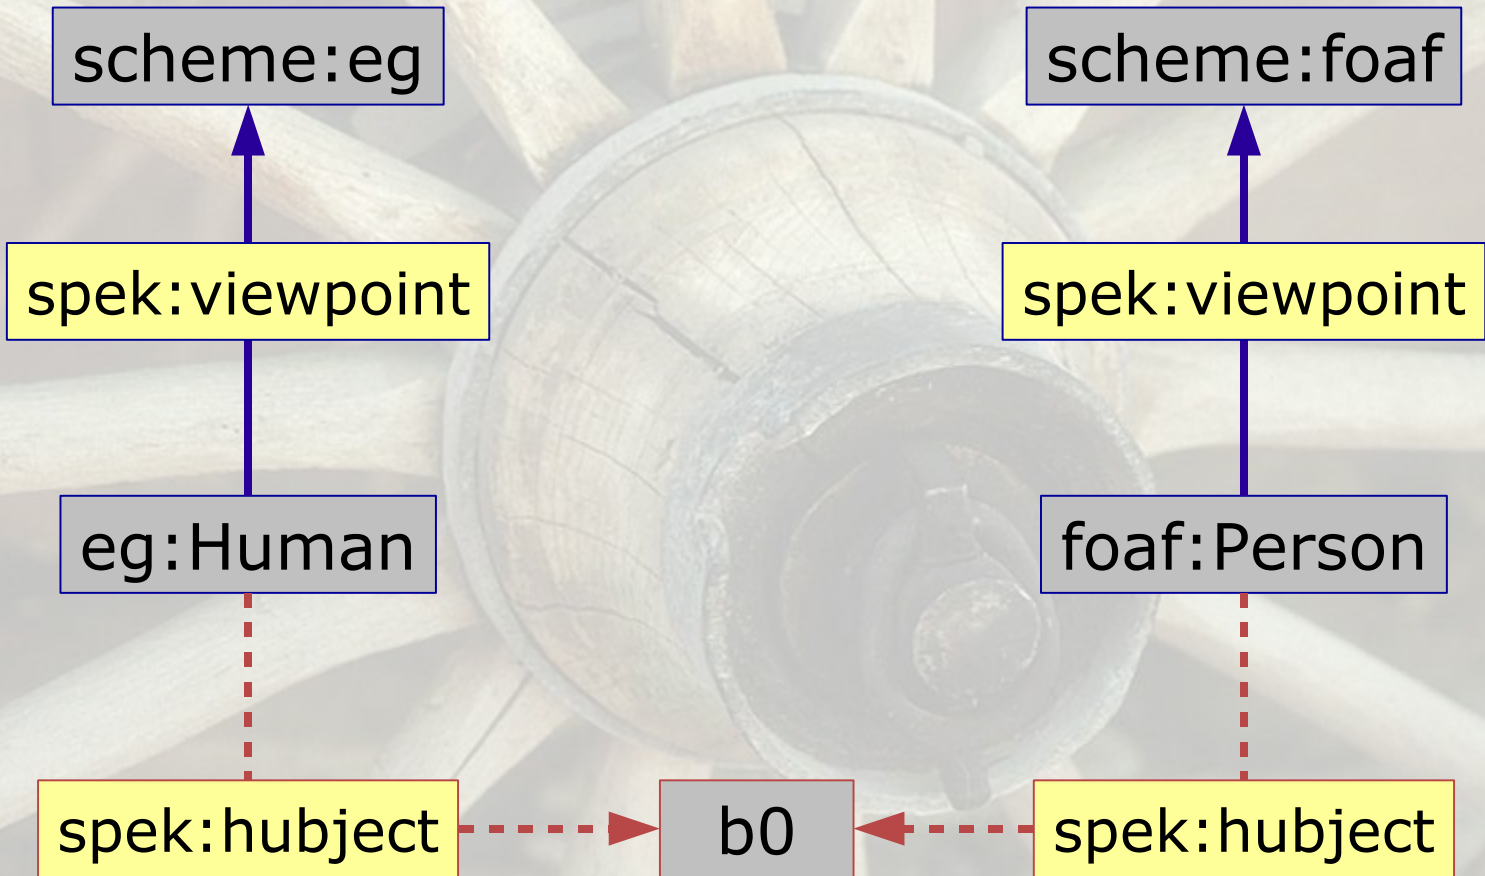 scheme:eg
scheme:foaf
spek:viewpoint
spek:viewpoint
eg:Human
foaf:Person
spek:hubject
b0
spek:hubject